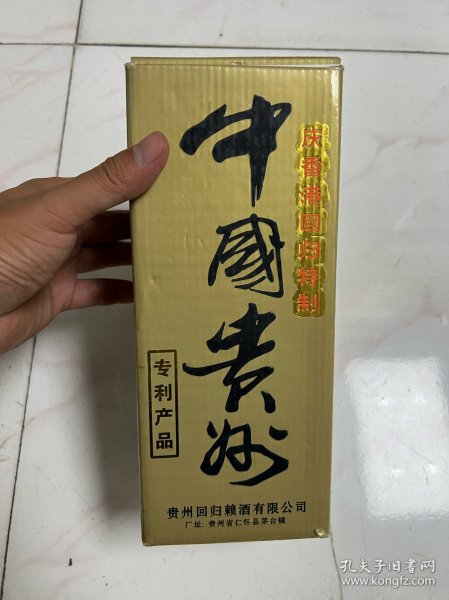 庆香港回归特制
中國贵州
专利产品
贵州回归赖酒有限公司
厂址：贵州省仁怀县茅台镇
孔夫子旧书网
www.kongfz.com